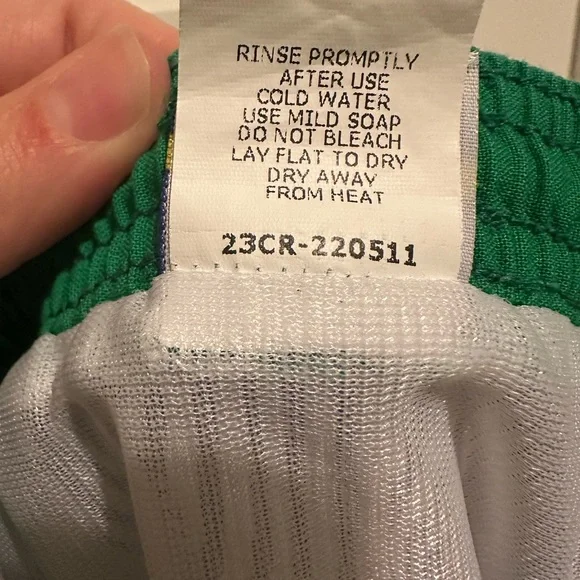 RINSE PROMPTLY
AFTER USE
COLD WATER
USE MILD SOAP
DO NOT BLEACH
LAY FLAT TO DRY
DRY AWAY
FROM HEAT
23CR-220511